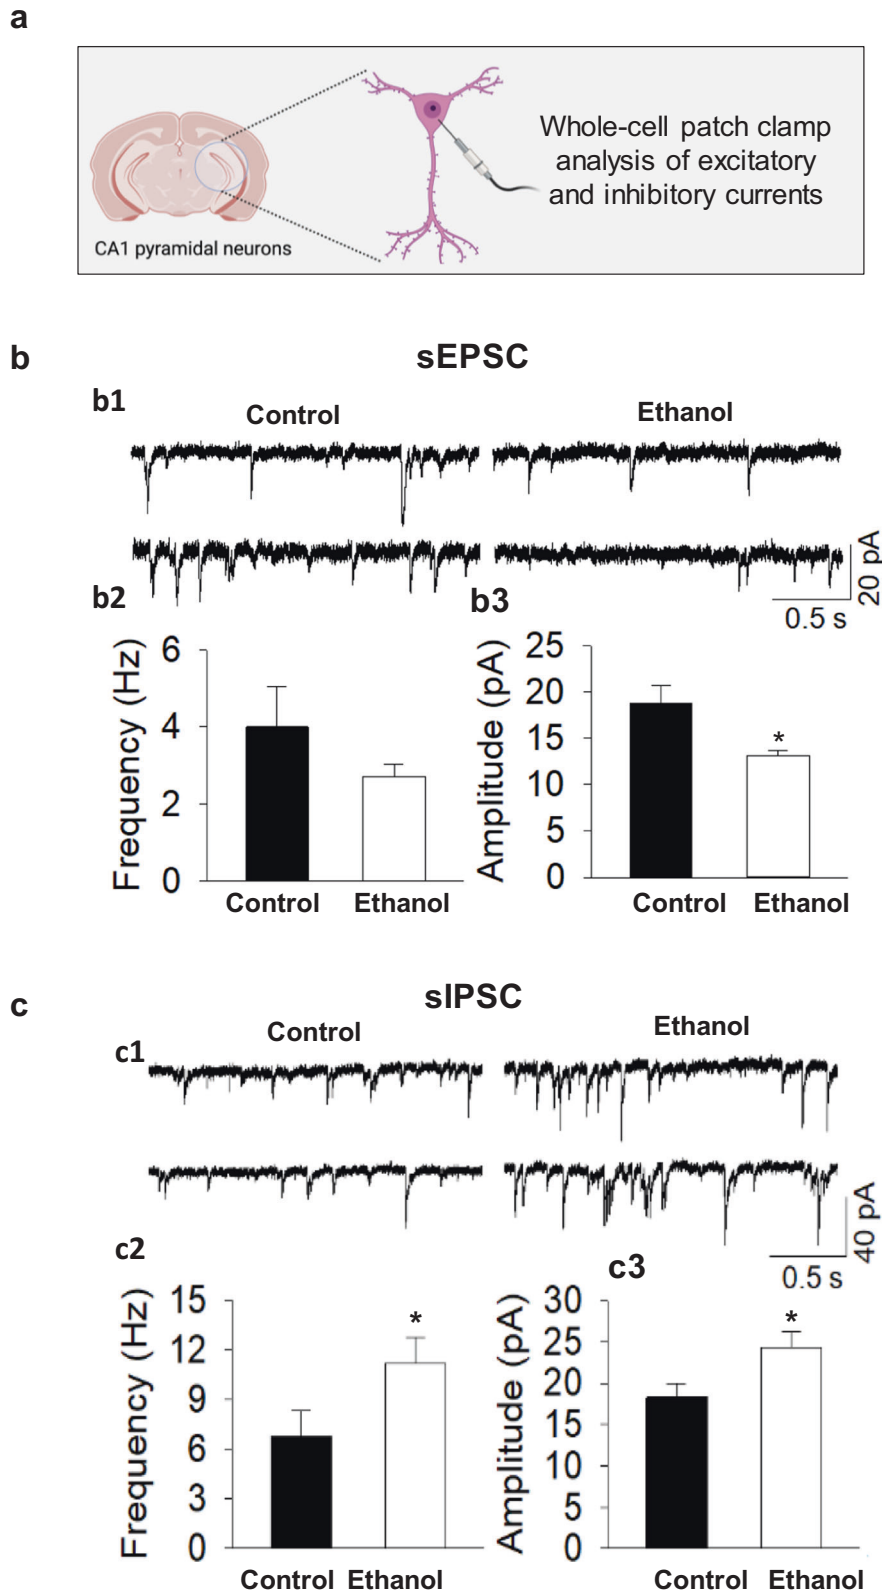 a
Whole-cell patch clamp
analysis of excitatory
and inhibitory currents
CA1 pyramidal neurons
b
sEPSC
b1
Control
Ethanol
20 pA
0.5 s
b2
Frequency (Hz)
6
4
2
0
Control
Ethanol
b3
Amplitude (pA)
25
20
15
10
5
0
*
Control
Ethanol
c
sIPSC
c1
Control
Ethanol
40 pA
0.5 s
c2
Frequency (Hz)
15
12
9
6
3
0
*
Control
Ethanol
c3
Amplitude (pA)
30
25
20
15
10
5
0
*
Control
Ethanol